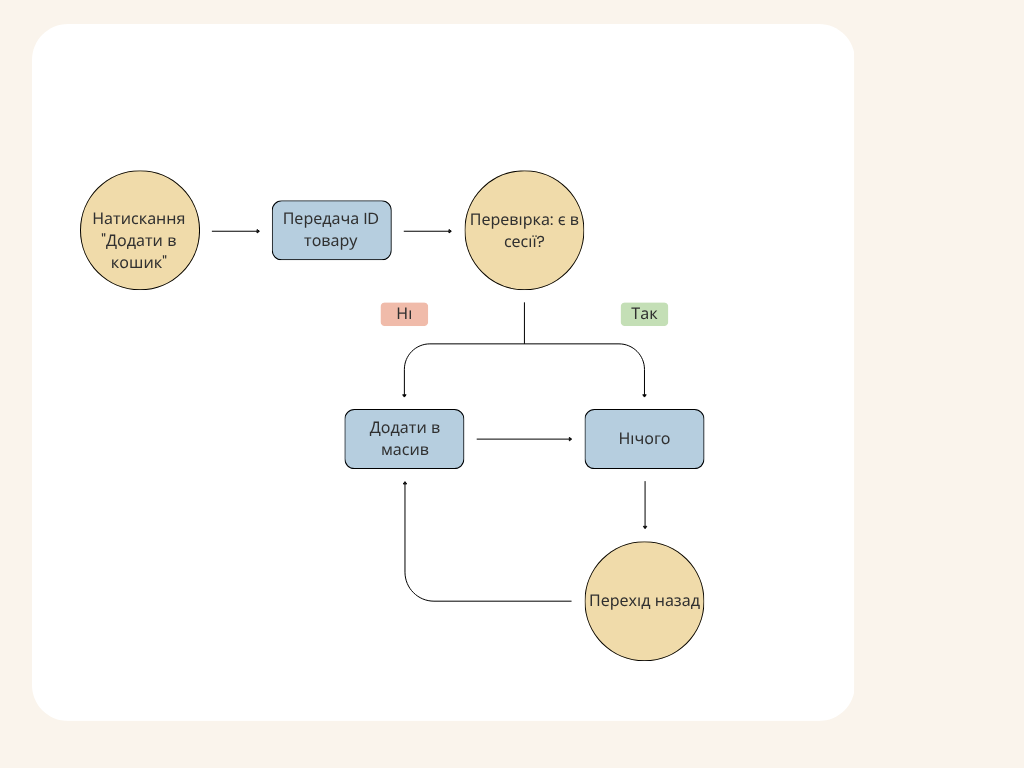 Натискання
"Додати в
кошик"
Передача ID
товару
Перевірка: є в
сесії?
Ні
Так
Додати в
масив
Нічого
Перехід назад